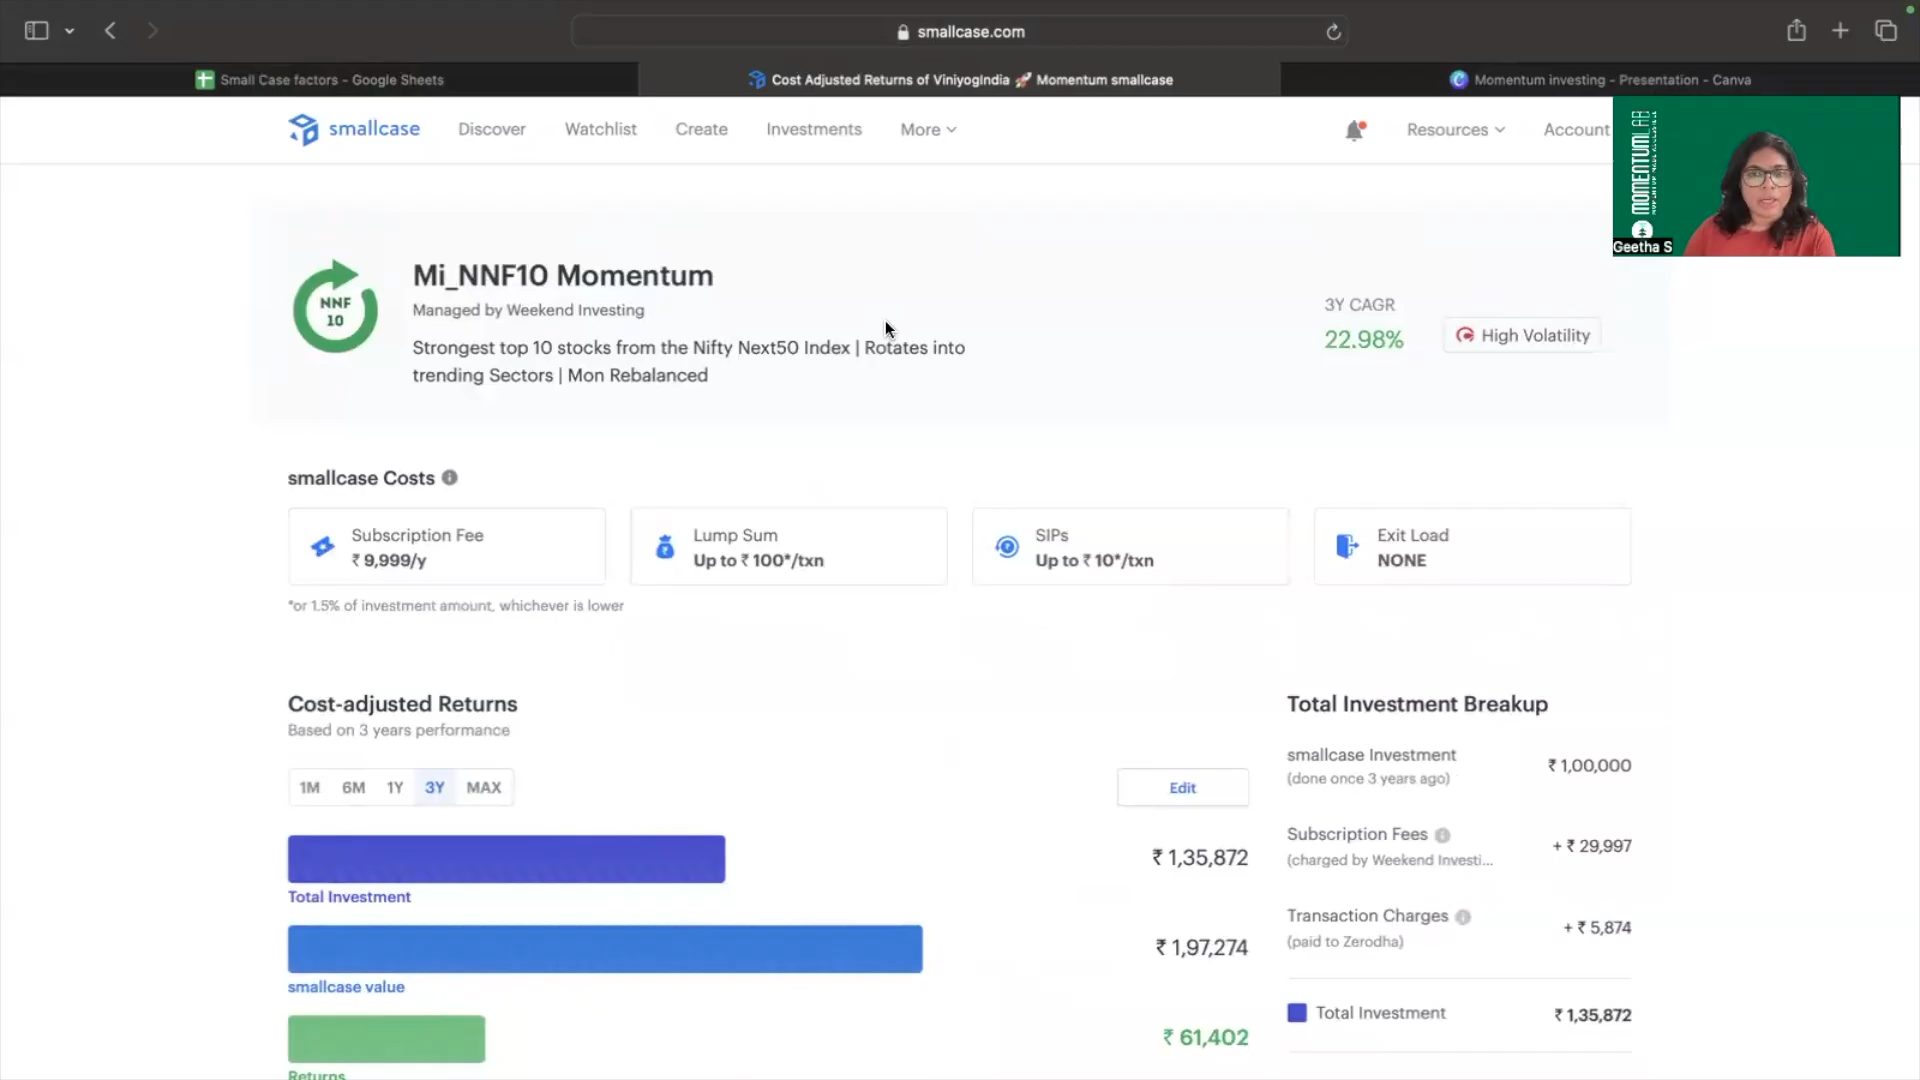 smallcase.com
Small Case factors - Google Sheets
Cost Adjusted Returns of ViniyogIndia 🚀 Momentum smallcase
Momentum investing - Presentation - Canva
smallcase
Discover
Watchlist
Create
Investments
More
Resources
Account
MOMENTUMLAB
Geetha S
NNF
10
Mi_NNF10 Momentum
Managed by Weekend Investing
Strongest top 10 stocks from the Nifty Next50 Index | Rotates into
trending Sectors | Mon Rebalanced
3Y CAGR
22.98%
High Volatility
smallcase Costs
Subscription Fee
₹ 9,999/y
Lump Sum
Up to ₹ 100*/txn
SIPs
Up to ₹ 10*/txn
Exit Load
NONE
*or 1.5% of investment amount, whichever is lower
Cost-adjusted Returns
Based on 3 years performance
1M 6M 1Y 3Y MAX
Edit
₹ 1,35,872
Total Investment
₹ 1,97,274
smallcase value
₹ 61,402
Returns
Total Investment Breakup
smallcase Investment
(done once 3 years ago)
₹ 1,00,000
Subscription Fees
(charged by Weekend Investi...
+ ₹ 29,997
Transaction Charges
(paid to Zerodha)
+ ₹ 5,874
Total Investment
₹ 1,35,872